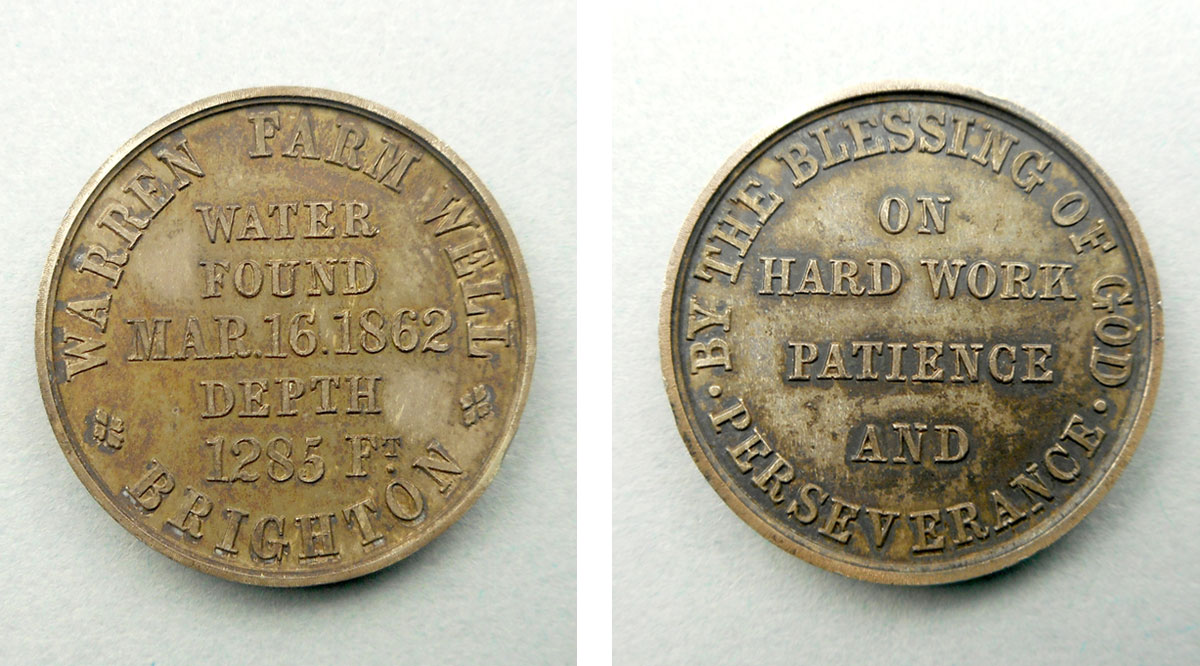 WARREN FARM WELL
WATER
FOUND
MAR.16.1862
DEPTH
1285 FT.
BRIGHTON
BY THE BLESSING OF GOD
ON
HARD WORK
PATIENCE
AND
PERSEVERANCE